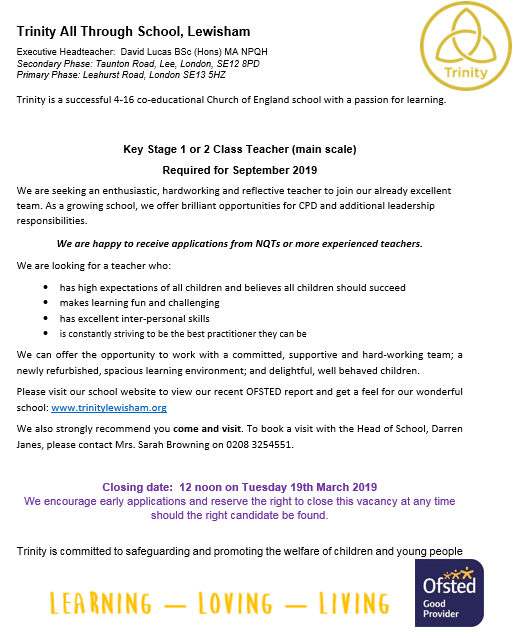 Trinity All Through School, Lewisham
Executive Headteacher:  David Lucas BSc (Hons) MA NPQH
Secondary Phase: Taunton Road, Lee, London, SE12 8PD
Primary Phase: Leahurst Road, London SE13 5HZ
Trinity
Trinity is a successful 4-16 co-educational Church of England school with a passion for learning.
Key Stage 1 or 2 Class Teacher (main scale)
Required for September 2019
We are seeking an enthusiastic, hardworking and reflective teacher to join our already excellent
team. As a growing school, we offer brilliant opportunities for CPD and additional leadership
responsibilities.
We are happy to receive applications from NQTs or more experienced teachers.
We are looking for a teacher who:
• has high expectations of all children and believes all children should succeed
• makes learning fun and challenging
• has excellent inter-personal skills
• is constantly striving to be the best practitioner they can be
We can offer the opportunity to work with a committed, supportive and hard-working team; a
newly refurbished, spacious learning environment; and delightful, well behaved children.
Please visit our school website to view our recent OFSTED report and get a feel for our wonderful
school: www.trinitylewisham.org
We also strongly recommend you come and visit. To book a visit with the Head of School, Darren
Janes, please contact Mrs. Sarah Browning on 0208 3254551.
Closing date:  12 noon on Tuesday 19th March 2019
We encourage early applications and reserve the right to close this vacancy at any time
should the right candidate be found.
Trinity is committed to safeguarding and promoting the welfare of children and young people
LEARNING – LOVING – LIVING
Ofsted
Good
Provider